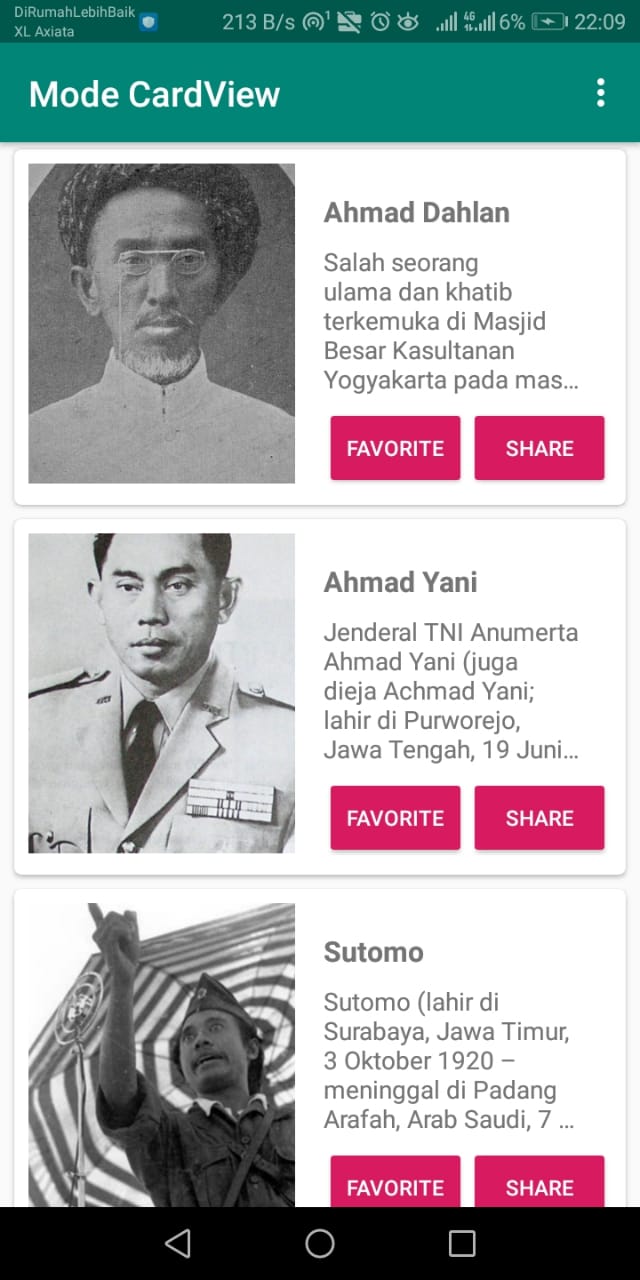 DiRumahLebihBaik
XL Axiata
213 B/s 1 4G 6% 22:09
Mode CardView
Ahmad Dahlan
Salah seorang
ulama dan khatib
terkemuka di Masjid
Besar Kasultanan
Yogyakarta pada mas...
FAVORITE SHARE
Ahmad Yani
Jenderal TNI Anumerta
Ahmad Yani (juga
dieja Achmad Yani;
lahir di Purworejo,
Jawa Tengah, 19 Juni...
FAVORITE SHARE
Sutomo
Sutomo (lahir di
Surabaya, Jawa Timur,
3 Oktober 1920 –
meninggal di Padang
Arafah, Arab Saudi, 7 ...
FAVORITE SHARE